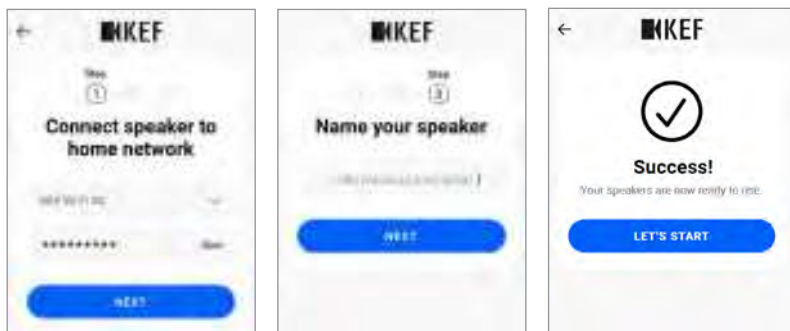 KEF
Step
1
Connect speaker to
home network
*********
NEXT
KEF
Step
3
Name your speaker
NEXT
KEF
Success!
Your speakers are now ready to use.
LET'S START